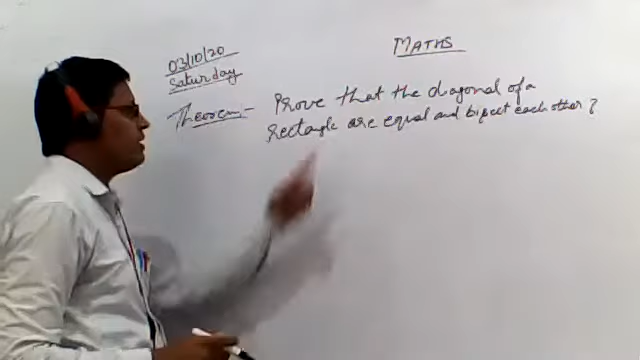 MATHS
03/10/20
Saturday
Theorem:- Prove that the diagonal of a
Rectangle are equal and bisect each other ?